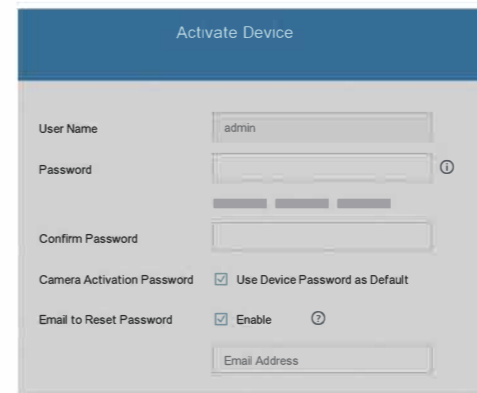 Activate Device
User Name admin
Password
Confirm Password
Camera Activation Password Use Device Password as Default
Email to Reset Password Enable
Email Address